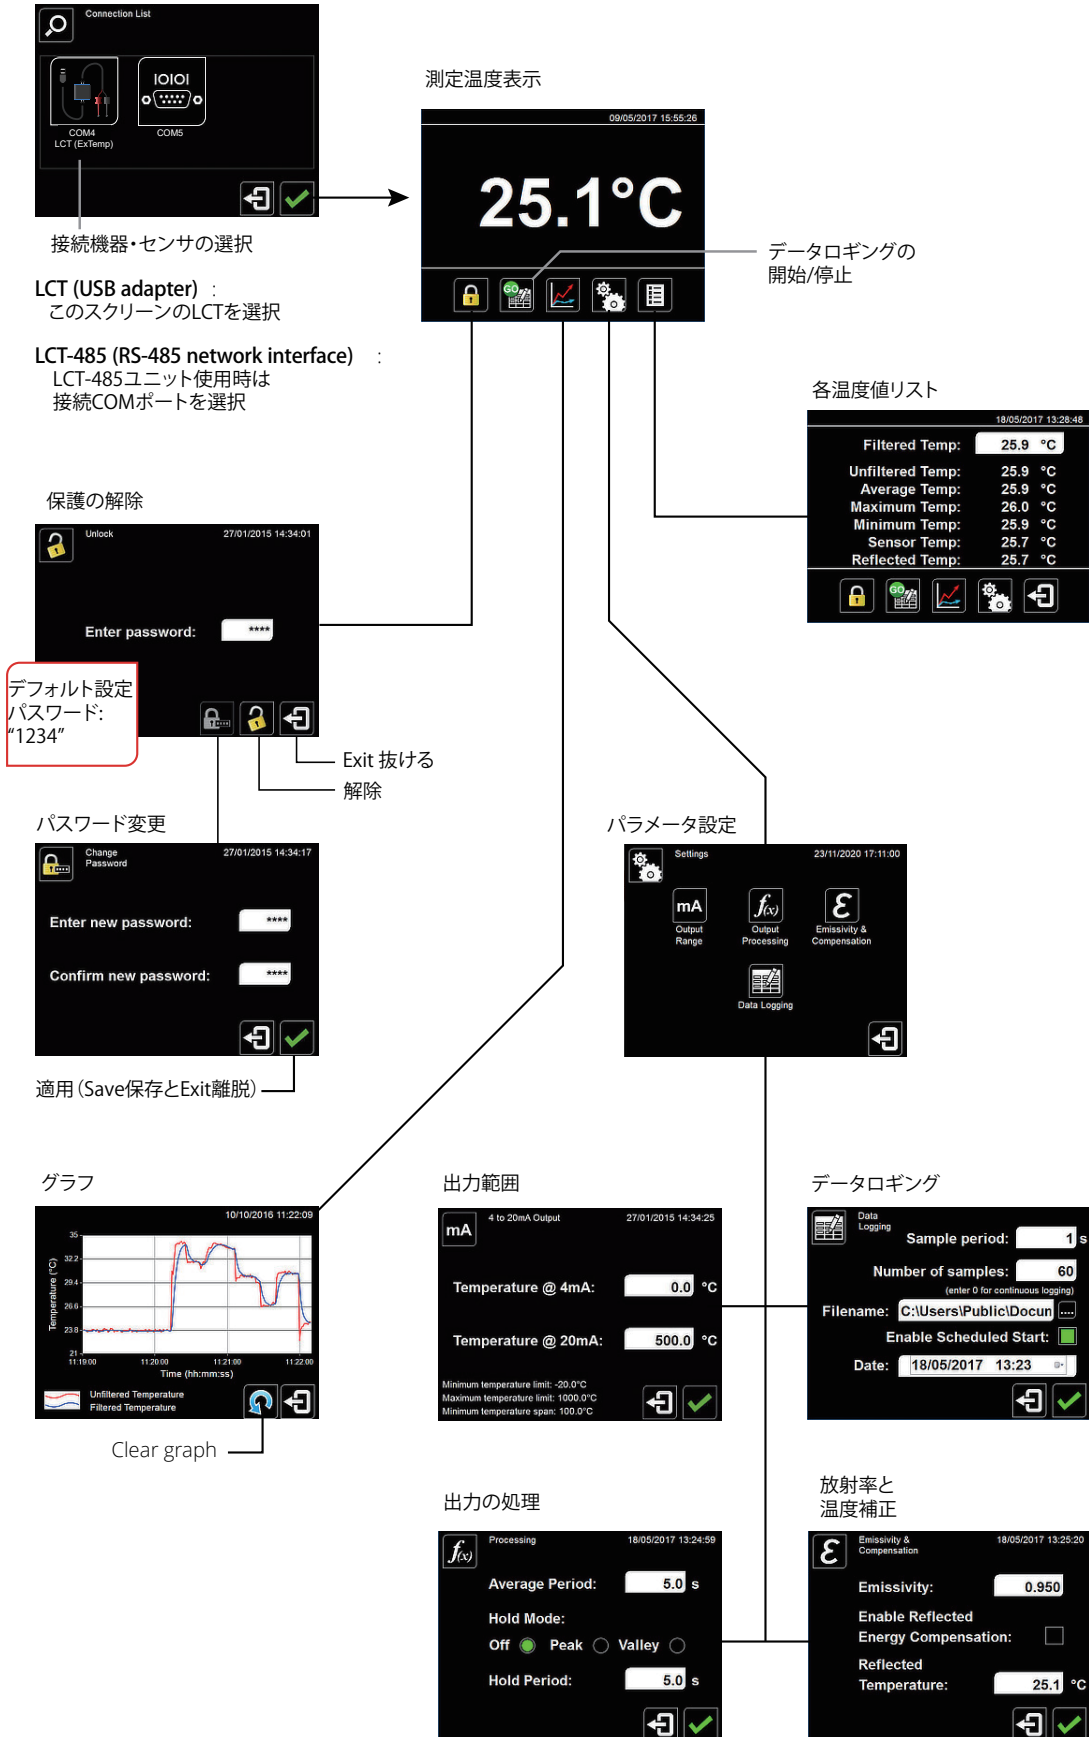 Connection List
IOIOI
COM4
LCT (ExTemp)
COM5
接続機器・センサの選択
LCT (USB adapter) :
このスクリーンのLCTを選択
LCT-485 (RS-485 network interface) :
LCT-485ユニット使用時は
接続COMポートを選択
測定温度表示
09/05/2017 15:55:26
25.1°C
GO
データロギングの
開始/停止
各温度値リスト
18/05/2017 13:28:48
Filtered Temp: 25.9 °C
Unfiltered Temp: 25.9 °C
Average Temp: 25.9 °C
Maximum Temp: 26.0 °C
Minimum Temp: 25.9 °C
Sensor Temp: 25.7 °C
Reflected Temp: 25.7 °C
GO
保護の解除
Unlock 27/01/2015 14:34:01
Enter password: ****
デフォルト設定
パスワード:
“1234”
Exit 抜ける
解除
パスワード変更
Change
Password
27/01/2015 14:34:17
Enter new password: ****
Confirm new password: ****
適用（Save保存とExit離脱）
パラメータ設定
Settings 23/11/2020 17:11:00
mA
Output
Range
f(x)
Output
Processing
ε
Emissivity &
Compensation
Data Logging
グラフ
10/10/2016 11:22:09
Temperature (°C)
35
32.2
29.4
26.6
23.8
21
11:19:00 11:20:00 11:21:00 11:22:00
Time (hh:mm:ss)
Unfiltered Temperature
Filtered Temperature
Clear graph
出力範囲
mA
4 to 20mA Output 27/01/2015 14:34:25
Temperature @ 4mA: 0.0 °C
Temperature @ 20mA: 500.0 °C
Minimum temperature limit: -20.0°C
Maximum temperature limit: 1000.0°C
Minimum temperature span: 100.0°C
データロギング
Data
Logging
Sample period: 1 s
Number of samples: 60
(enter 0 for continuous logging)
Filename: C:\Users\Public\Docun ....
Enable Scheduled Start:
Date: 18/05/2017 13:23
出力の処理
f(x)
Processing 18/05/2017 13:24:59
Average Period: 5.0 s
Hold Mode:
Off Peak Valley
Hold Period: 5.0 s
放射率と
温度補正
ε
Emissivity &
Compensation
18/05/2017 13:25:20
Emissivity: 0.950
Enable Reflected
Energy Compensation:
Reflected
Temperature: 25.1 °C